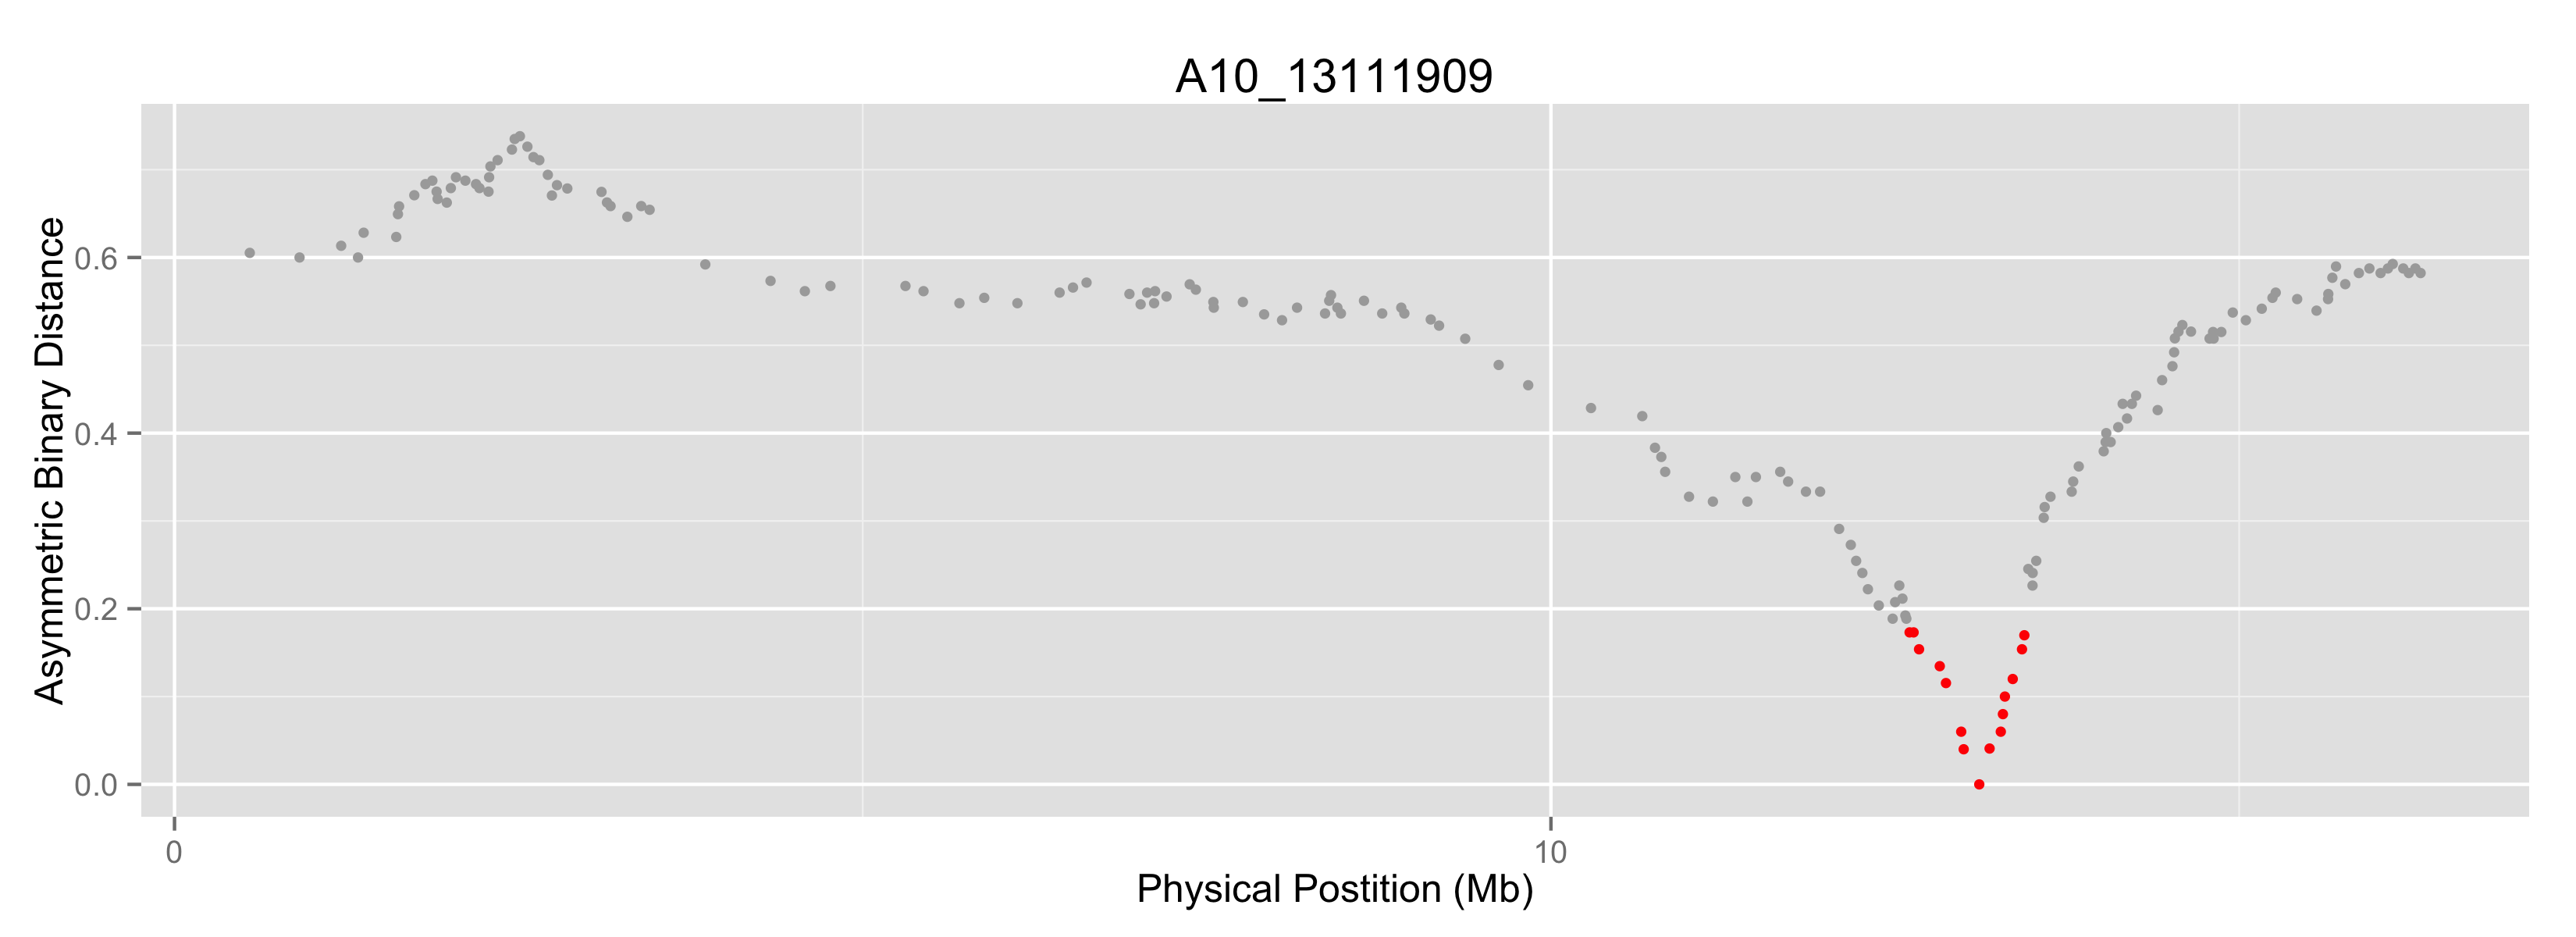 A10_13111909
Asymmetric Binary Distance
0.6
0.4
0.2
0.0
0
10
Physical Postition (Mb)